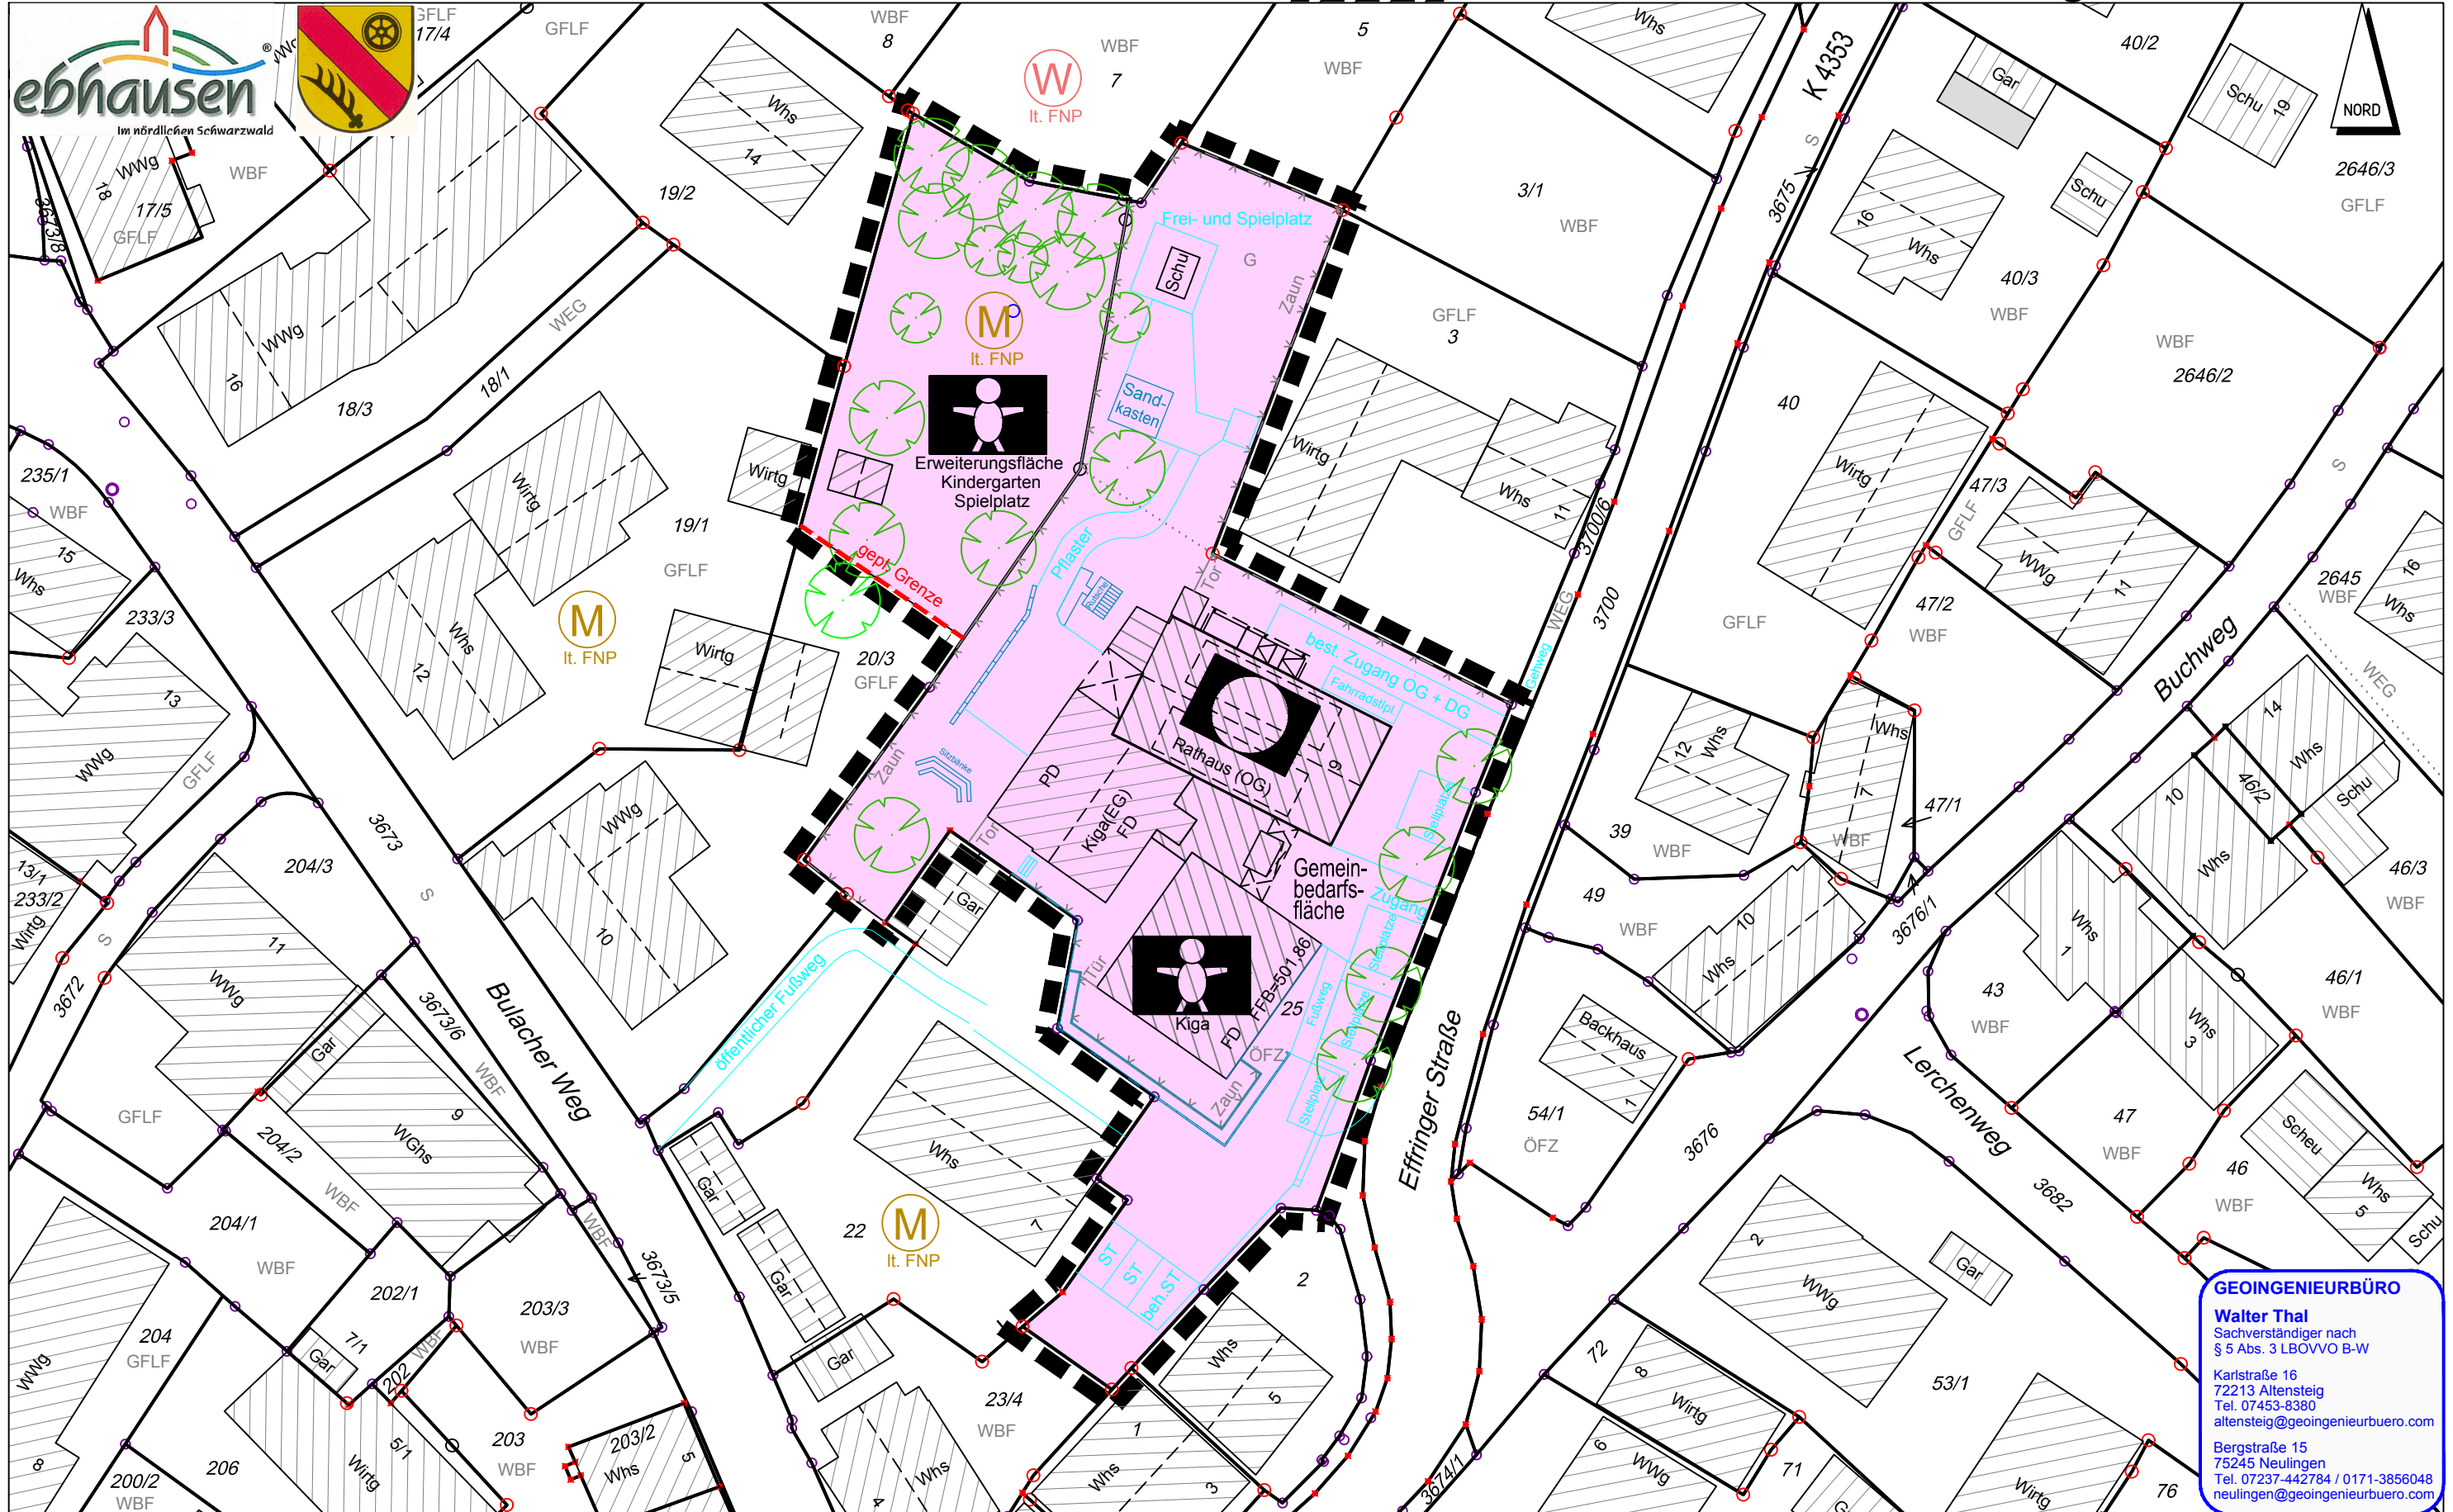 ebhausen®
Im nördlichen Schwarzwald
NORD
GFLF
17/4
GFLF
WBF
8
WBF
7
W
lt. FNP
5
WBF
Whs
K 4353
40/2
Gar
Schu
19
2646/3
GFLF
WWg
18
17/5
GFLF
WBF
3673/8
Whs
14
19/2
Frei- und Spielplatz
Schu
G
Zaun
3/1
WBF
3675
S
16
Whs
Schu
40/3
WBF
WBF
2646/2
WWg
16
18/3
18/1
WEG
M
lt. FNP
Erweiterungsfläche
Kindergarten
Spielplatz
Sand-
kasten
GFLF
3
Wirtg
Whs
11
3700/6
40
Wirtg
47/3
GFLF
S
235/1
WBF
15
Whs
233/3
Wirtg
Wirtg
19/1
GFLF
gepl. Grenze
Pflaster
Rutsche
Tor
WEG
3700
GFLF
WWg
11
47/2
WBF
2645
WBF
16
Whs
Buchweg
WEG
13
WWg
GFLF
12
Whs
M
lt. FNP
Wirtg
20/3
GFLF
best. Zugang OG + DG
Fahrradstlpl.
Gehweg
Rathaus (OG)
9
PD
Kiga(EG)
FD
Sitzbänke
Zaun
Tor
Stellplätze
12
Whs
Whs
7
47/1
WBF
39
WBF
14
Whs
Schu
46/2
10
Whs
46/3
WBF
3673
S
204/3
13/1
233/2
Wirtg
S
3672
11
WWg
WWg
10
Gar
Gemein-
bedarfs-
fläche
Zugang
Stellplätze
49
WBF
10
Whs
3676/1
Whs
1
46/1
WBF
Bulacher Weg
3673/6
WBF
öffentlicher Fußweg
Tür
Kiga
FD
FFB=501,86
25
Fußweg
Stellplätze
ÖFZ
Zaun
Stellplatz
Effringer Straße
Backhaus
1
54/1
ÖFZ
3676
43
WBF
Whs
3
Lerchenweg
47
WBF
Gar
9
WGhs
GFLF
204/2
WBF
204/1
WBF
Gar
Gar
Whs
7
22
M
lt. FNP
ST
ST
beh.ST
2
2
WWg
Gar
3682
46
WBF
Scheu
Whs
5
Schu
WBF
3673/5
202/1
203/3
WBF
204
GFLF
WWg
8
7/1
Gar
202
WBF
Wirtg
5/1
203
WBF
203/2
Whs
5
206
200/2
WBF
Gar
4
Whs
23/4
WBF
Whs
5
1
Whs
3
3674/1
72
8
Wirtg
6
WWg
71
53/1
Wirtg
76
GEOINGENIEURBÜRO
Walter Thal
Sachverständiger nach
§ 5 Abs. 3 LBOVVO B-W
Karlstraße 16
72213 Altensteig
Tel. 07453-8380
altensteig@geoingenieurbuero.com
Bergstraße 15
75245 Neulingen
Tel. 07237-442784 / 0171-3856048
neulingen@geoingenieurbuero.com